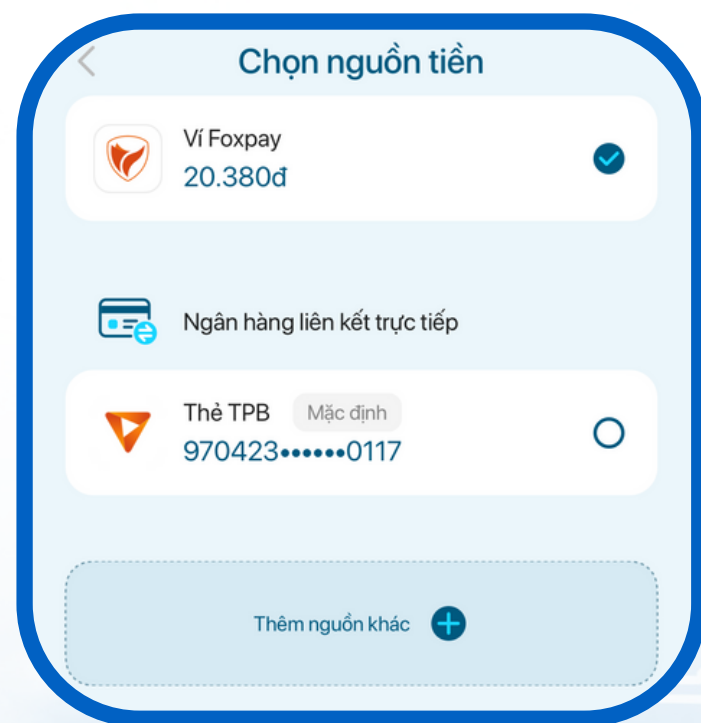 Chọn nguồn tiền
Ví Foxpay
20.380đ
Ngân hàng liên kết trực tiếp
Thẻ TPB Mặc định
970423••••••0117
Thêm nguồn khác